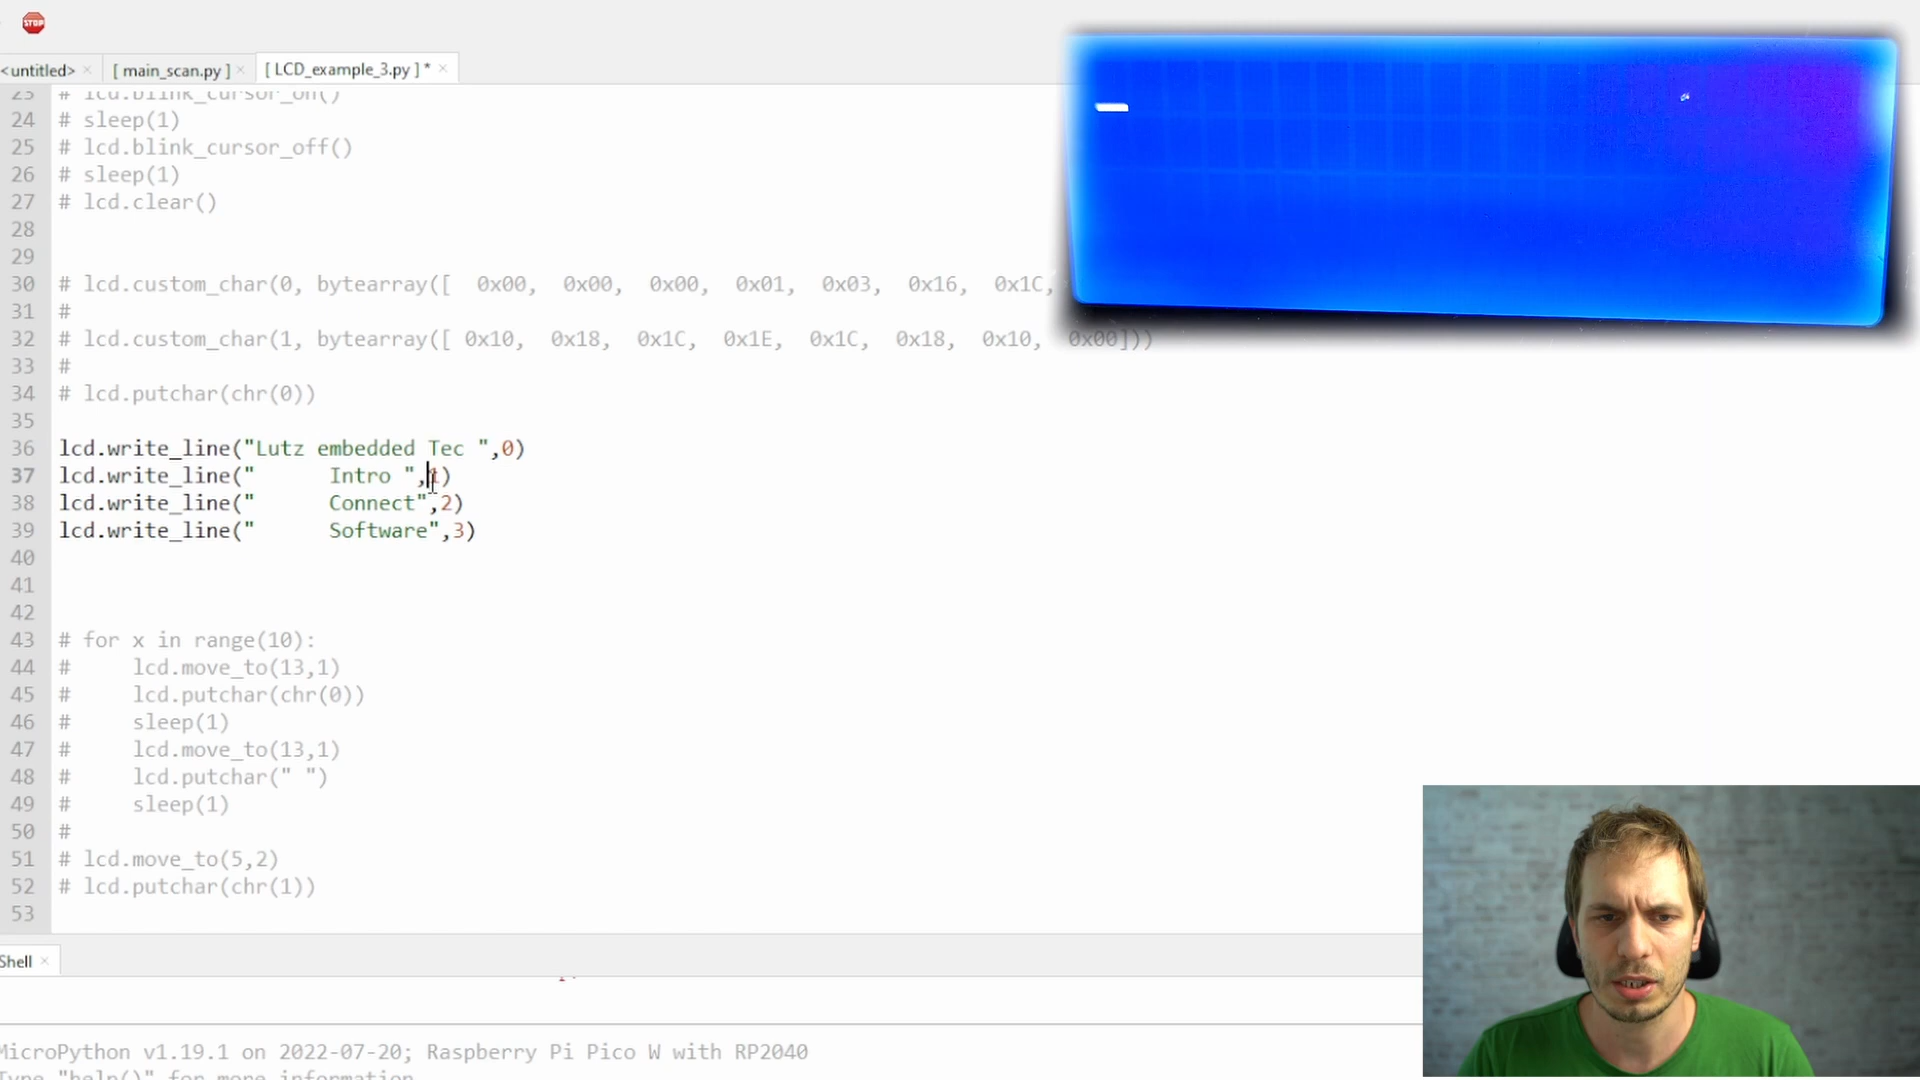 STOP
<untitled> ×
[ main_scan.py ] ×
[ LCD_example_3.py ] * ×
23 # lcd.blink_cursor_on()
24 # sleep(1)
25 # lcd.blink_cursor_off()
26 # sleep(1)
27 # lcd.clear()
28
29
30 # lcd.custom_char(0, bytearray([  0x00,  0x00,  0x00,  0x01,  0x03,  0x16,  0x1C,
31 #
32 # lcd.custom_char(1, bytearray([ 0x10,  0x18,  0x1C,  0x1E,  0x1C,  0x18,  0x10,  0x00]))
33 #
34 # lcd.putchar(chr(0))
35
36 lcd.write_line("Lutz embedded Tec ",0)
37 lcd.write_line("      Intro ",1)
38 lcd.write_line("      Connect",2)
39 lcd.write_line("      Software",3)
40
41
42
43 # for x in range(10):
44 #     lcd.move_to(13,1)
45 #     lcd.putchar(chr(0))
46 #     sleep(1)
47 #     lcd.move_to(13,1)
48 #     lcd.putchar(" ")
49 #     sleep(1)
50 #
51 # lcd.move_to(5,2)
52 # lcd.putchar(chr(1))
53
Shell ×
MicroPython v1.19.1 on 2022-07-20; Raspberry Pi Pico W with RP2040
Type "help()" for more information